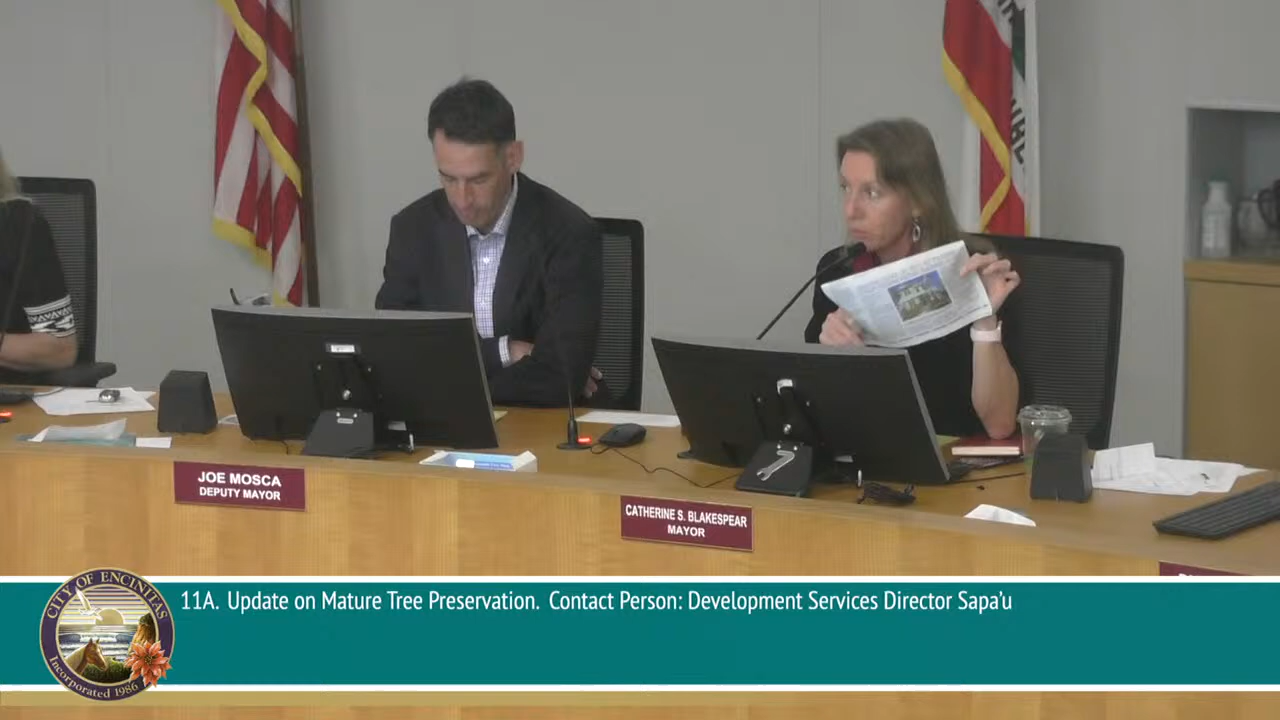 JOE MOSCA
DEPUTY MAYOR
CATHERINE S. BLAKESPEAR
MAYOR
CITY OF ENCINITAS
Incorporated 1986
11A. Update on Mature Tree Preservation. Contact Person: Development Services Director Sapa'u